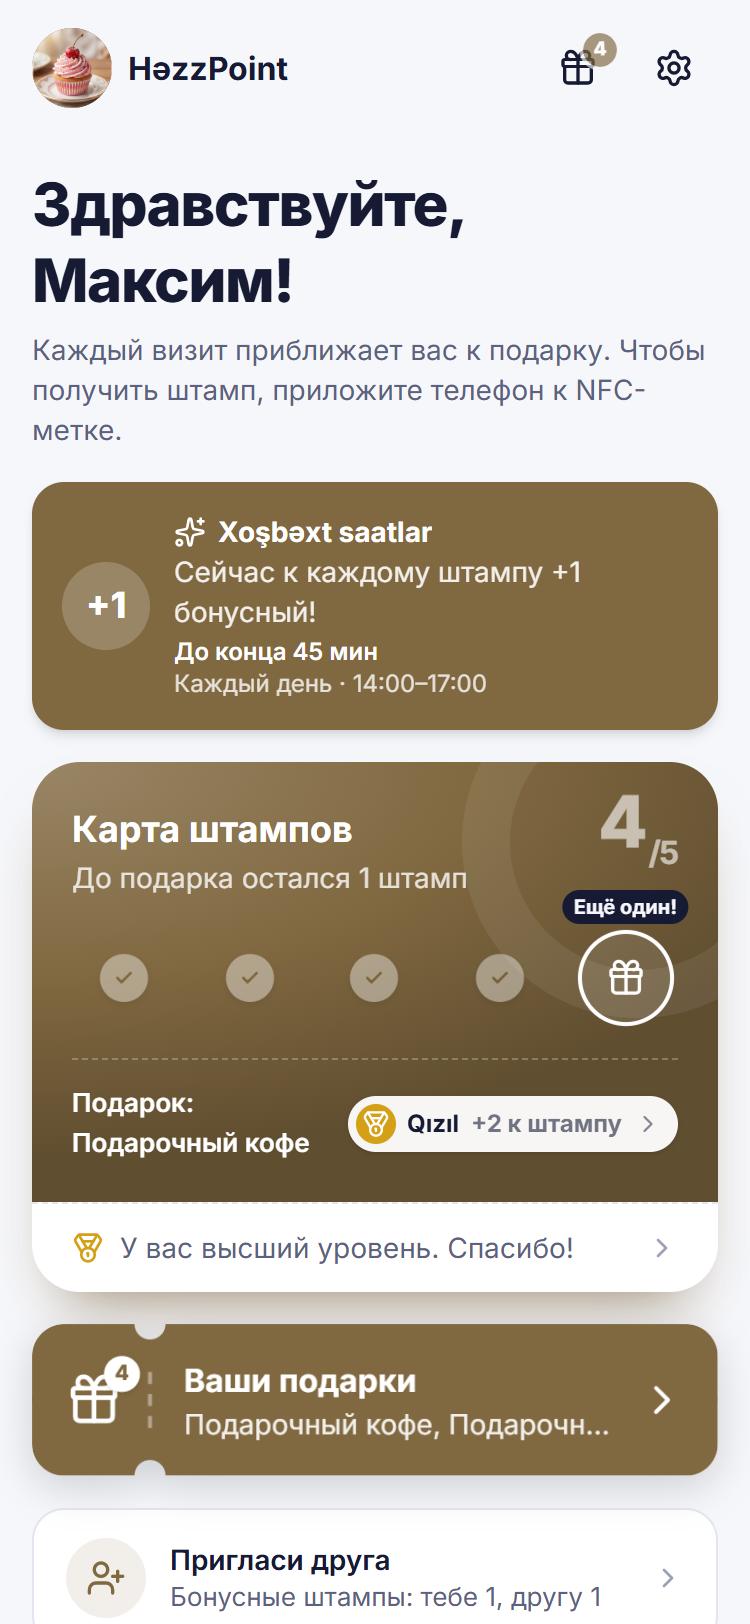 HəzzPoint
4
Здравствуйте,
Максим!
Каждый визит приближает вас к подарку. Чтобы
получить штамп, приложите телефон к NFC-
метке.
+1
Xoşbəxt saatlar
Сейчас к каждому штампу +1
бонусный!
До конца 45 мин
Каждый день · 14:00–17:00
Карта штампов
4/5
До подарка остался 1 штамп
Ещё один!
Подарок:
Подарочный кофе
Qızıl +2 к штампу
У вас высший уровень. Спасибо!
4
Ваши подарки
Подарочный кофе, Подарочн...
Пригласи друга
Бонусные штампы: тебе 1, другу 1